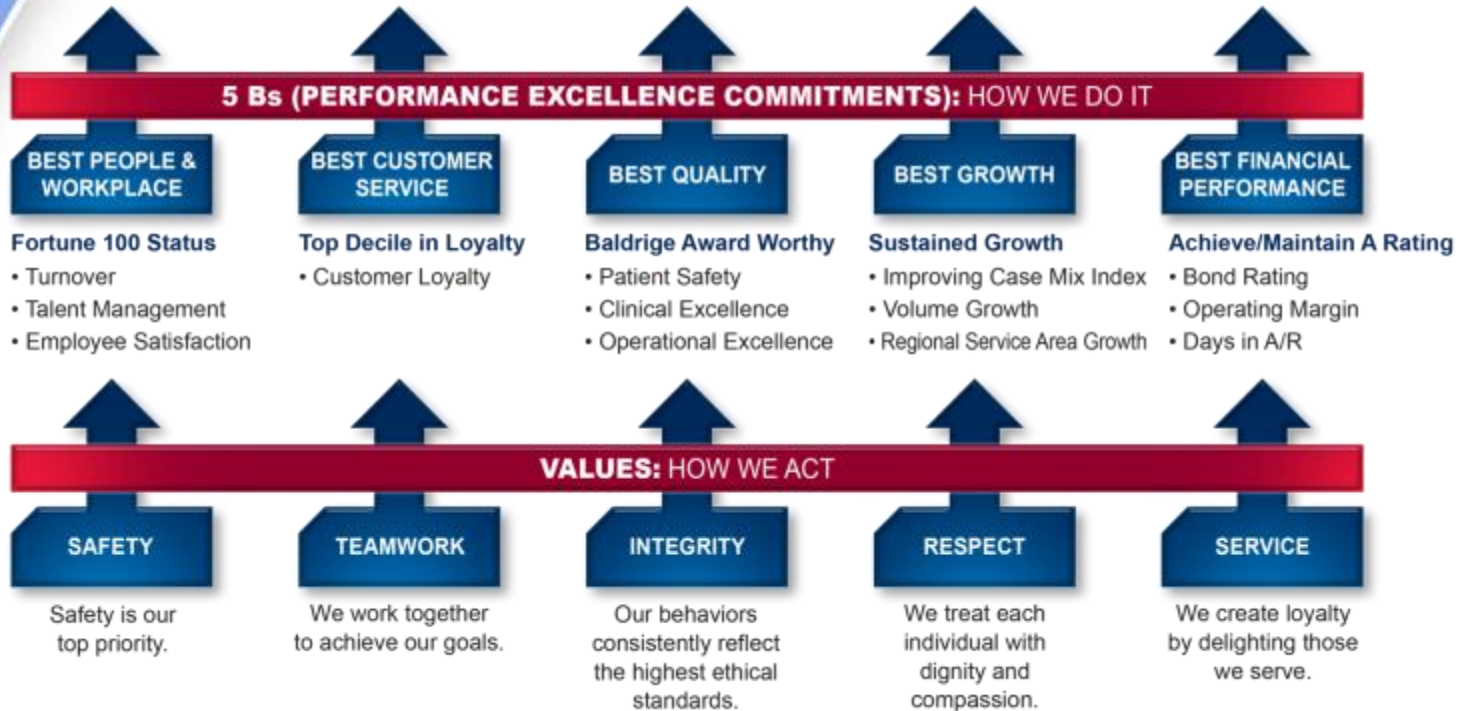 5 Bs (PERFORMANCE EXCELLENCE COMMITMENTS): HOW WE DO IT
BEST PEOPLE &
WORKPLACE
Fortune 100 Status
• Turnover
• Talent Management
• Employee Satisfaction
BEST CUSTOMER
SERVICE
Top Decile in Loyalty
• Customer Loyalty
BEST QUALITY
Baldrige Award Worthy
• Patient Safety
• Clinical Excellence
• Operational Excellence
BEST GROWTH
Sustained Growth
• Improving Case Mix Index
• Volume Growth
• Regional Service Area Growth
BEST FINANCIAL
PERFORMANCE
Achieve/Maintain A Rating
• Bond Rating
• Operating Margin
• Days in A/R
VALUES: HOW WE ACT
SAFETY
Safety is our
top priority.
TEAMWORK
We work together
to achieve our goals.
INTEGRITY
Our behaviors
consistently reflect
the highest ethical
standards.
RESPECT
We treat each
individual with
dignity and
compassion.
SERVICE
We create loyalty
by delighting those
we serve.